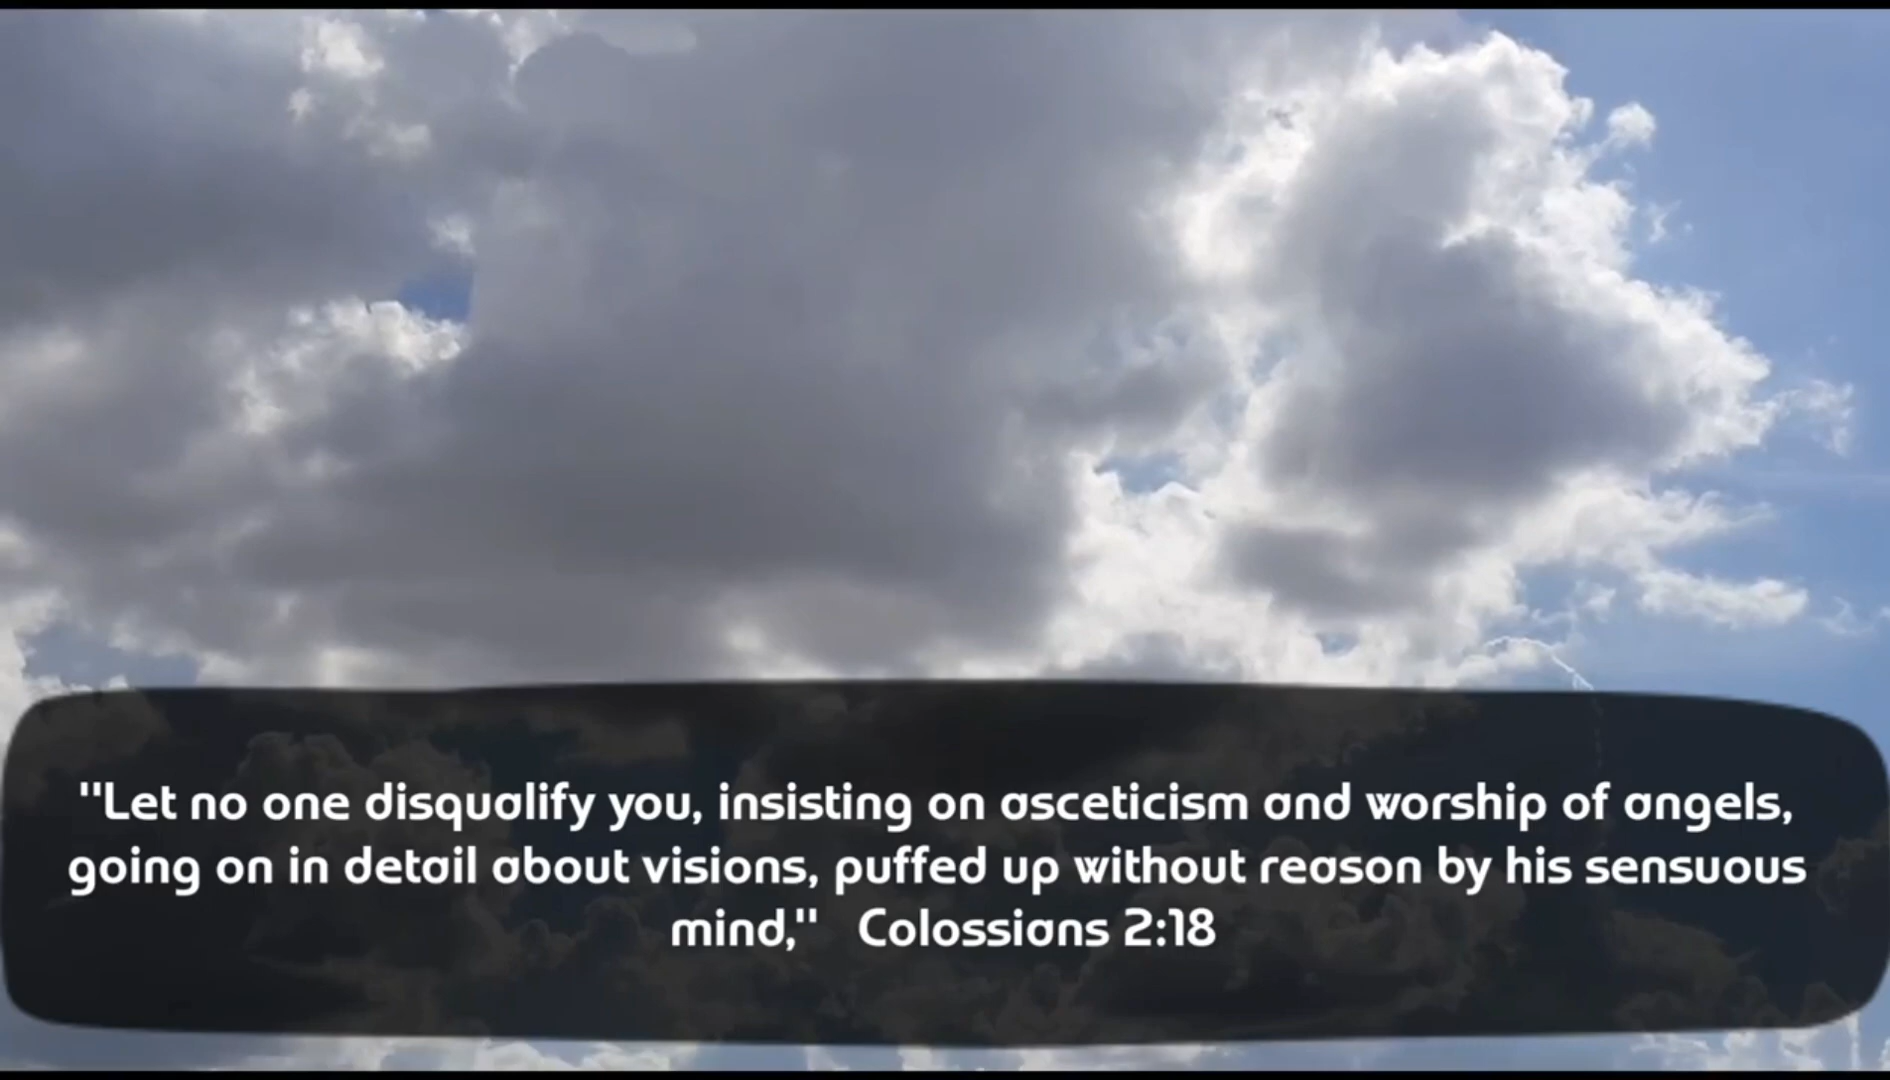 "Let no one disqualify you, insisting on asceticism and worship of angels,
going on in detail about visions, puffed up without reason by his sensuous
mind,"   Colossians 2:18